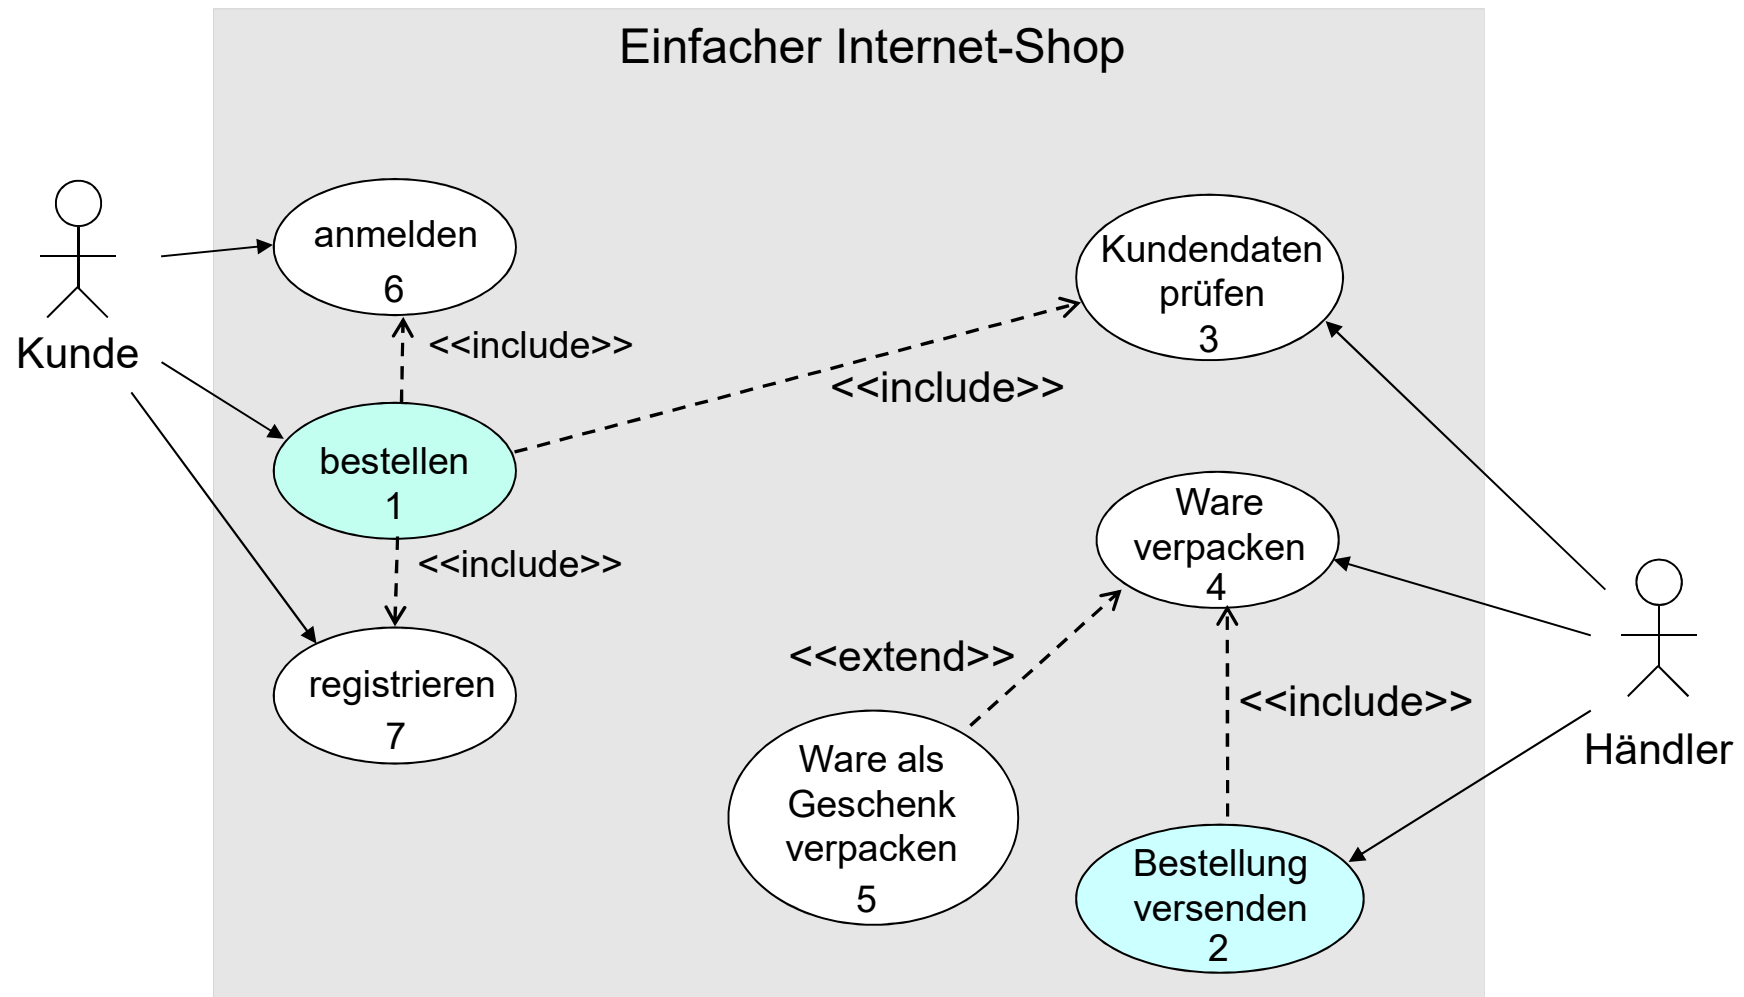 Einfacher Internet-Shop
Kunde
anmelden
6
<<include>>
bestellen
1
<<include>>
registrieren
7
<<include>>
Kundendaten
prüfen
3
Ware
verpacken
4
<<extend>>
<<include>>
Ware als
Geschenk
verpacken
5
Bestellung
versenden
2
Händler